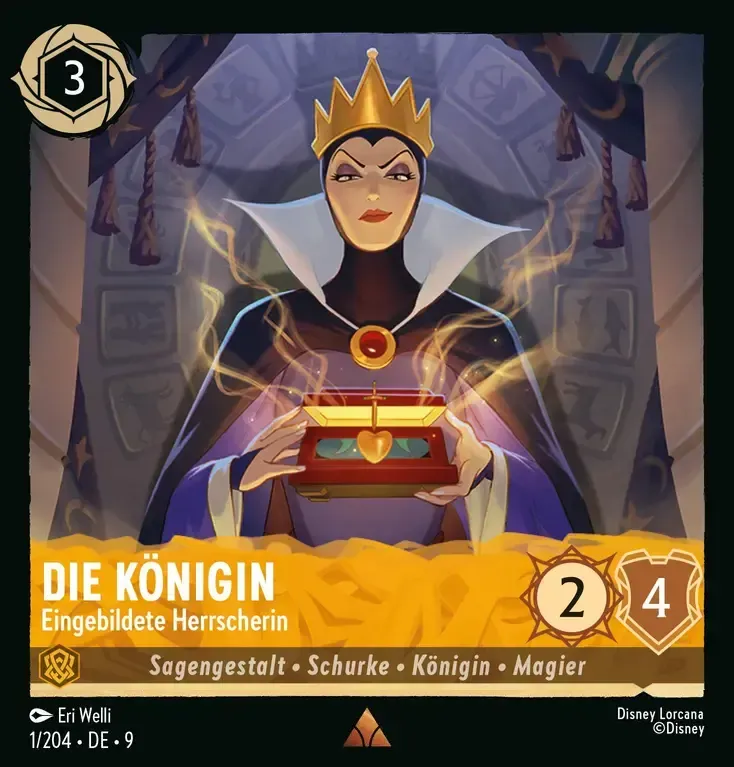 3
DIE KÖNIGIN
Eingebildete Herrscherin
2
4
Sagengestalt • Schurke • Königin • Magier
Eri Welli
Disney Lorcana
1/204 • DE • 9
©Disney